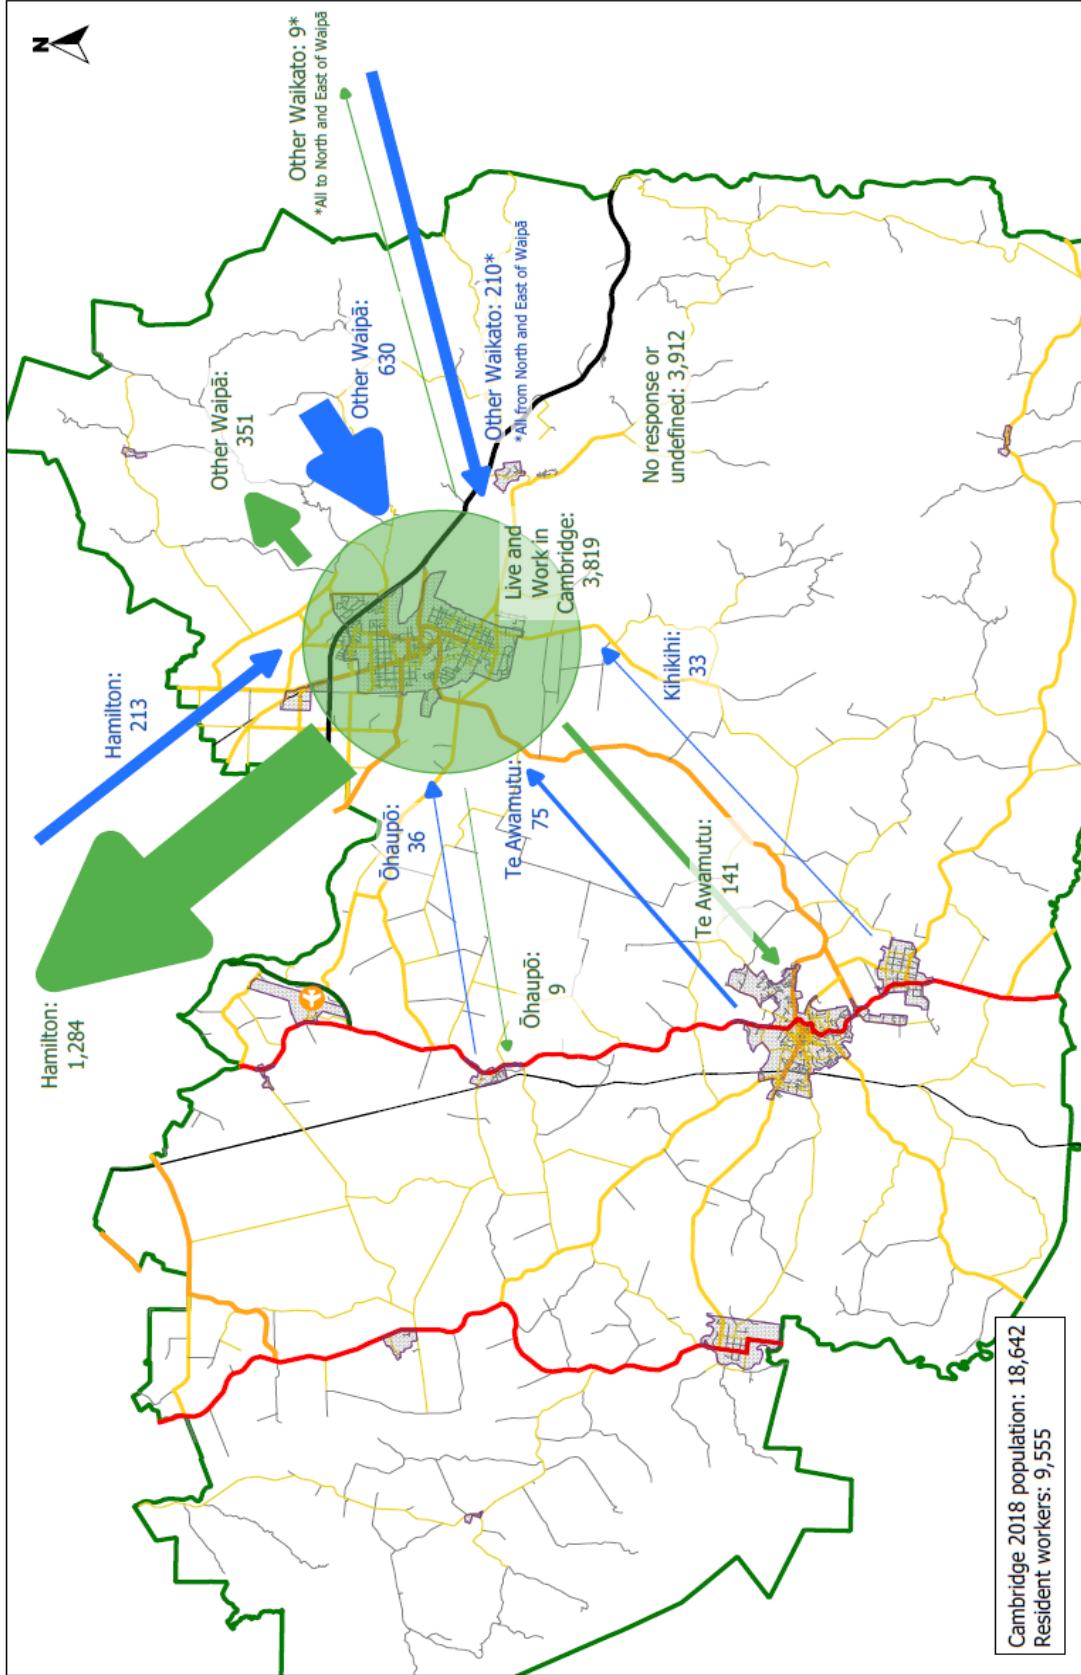 N
Other Waikato: 9*
*All to North and East of Waipā
Hamilton:
213
Other Waipā:
351
Other Waipā:
630
Hamilton:
1,284
Other Waikato: 210*
*All from North and East of Waipā
Ōhaupō:
36
Live and
Work in
Cambridge:
3,819
No response or
undefined: 3,912
Te Awamutu:
75
Ōhaupō:
9
Kihikihi:
33
Te Awamutu:
141
Cambridge 2018 population: 18,642
Resident workers: 9,555